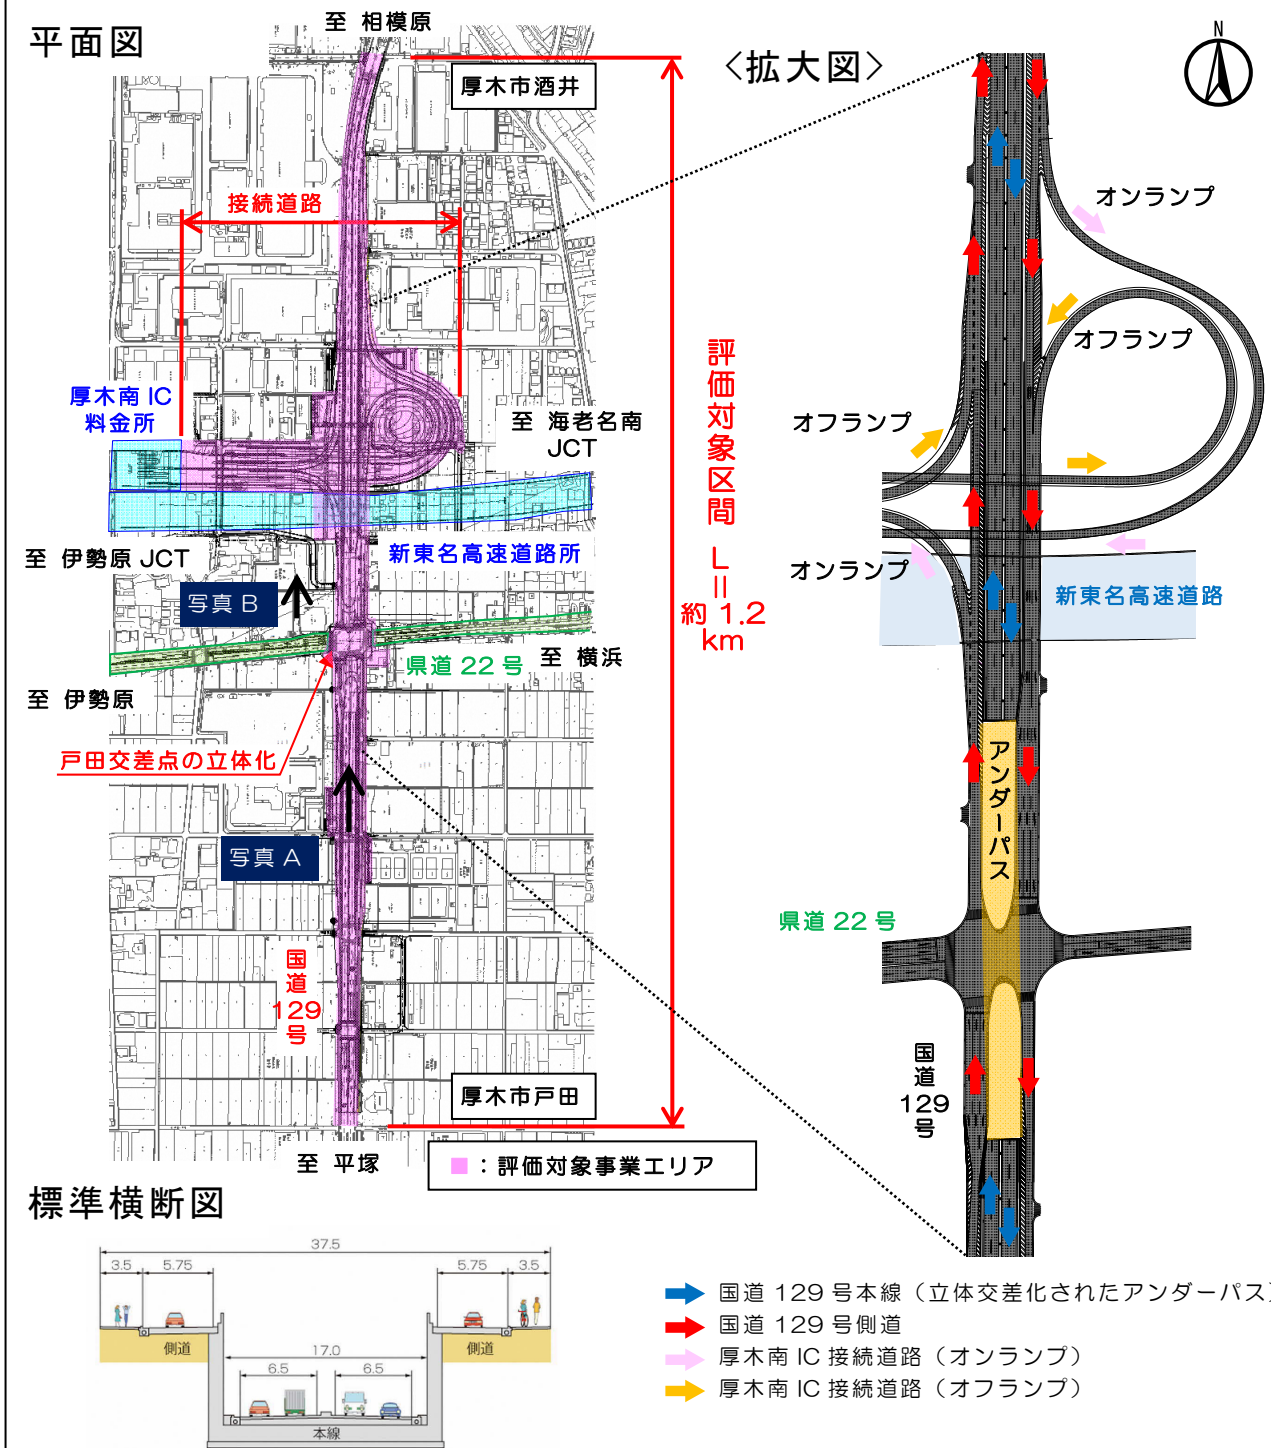 平面図
至 相模原
厚木市酒井
接続道路
厚木南 IC
料金所
至 海老名南
JCT
至 伊勢原 JCT
新東名高速道路所
写真 B
県道 22 号
至 横浜
至 伊勢原
戸田交差点の立体化
写真 A
国道
129
号
厚木市戸田
至 平塚
：評価対象事業エリア
評価対象区間 L＝
約 1.2
km
〈拡大図〉
N
オンランプ
オフランプ
オフランプ
オンランプ
新東名高速道路
アンダーパス
県道 22 号
国道
129
号
標準横断図
37.5
3.5
5.75
5.75
3.5
側道
側道
17.0
6.5
6.5
本線
国道 129 号本線（立体交差化されたアンダーパス）
国道 129 号側道
厚木南 IC 接続道路（オンランプ）
厚木南 IC 接続道路（オフランプ）